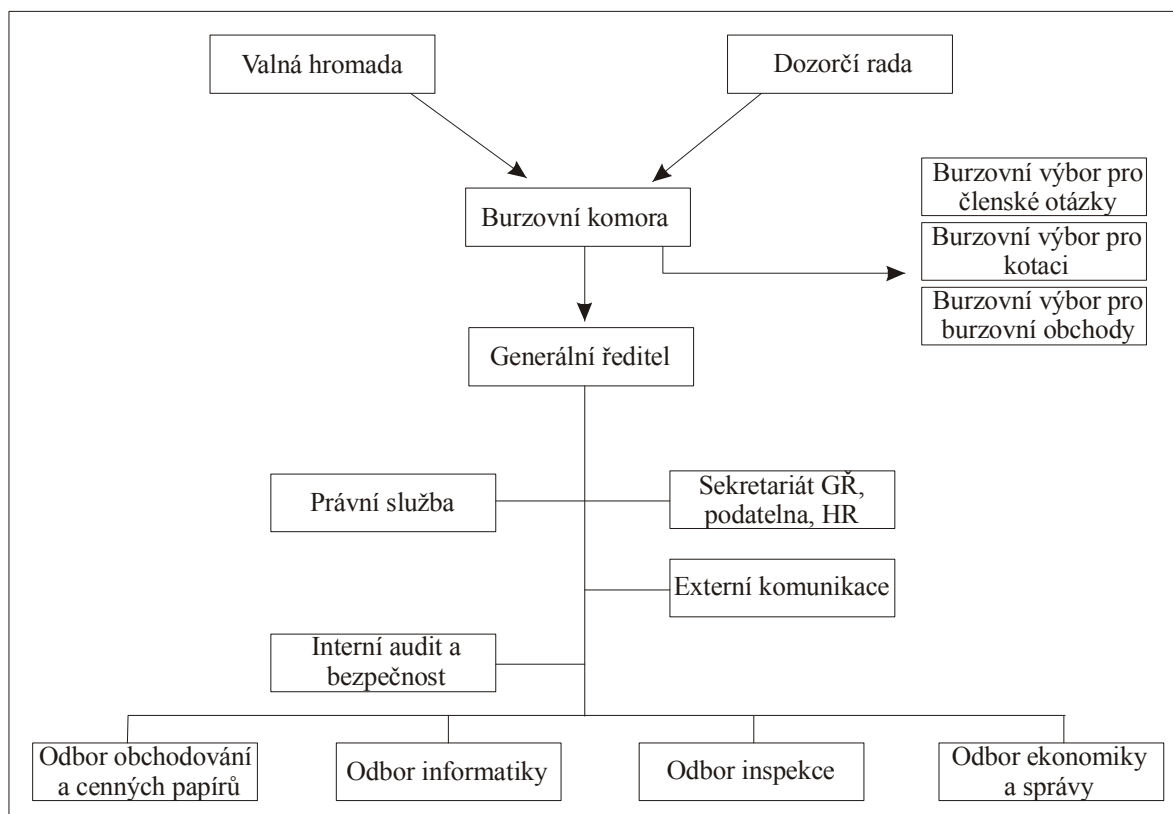 Valná hromada
Dozorčí rada
Burzovní komora
Burzovní výbor pro
členské otázky
Burzovní výbor pro
kotaci
Burzovní výbor pro
burzovní obchody
Generální ředitel
Právní služba
Sekretariát GŘ,
podatelna, HR
Externí komunikace
Interní audit a
bezpečnost
Odbor obchodování
a cenných papírů
Odbor informatiky
Odbor inspekce
Odbor ekonomiky
a správy